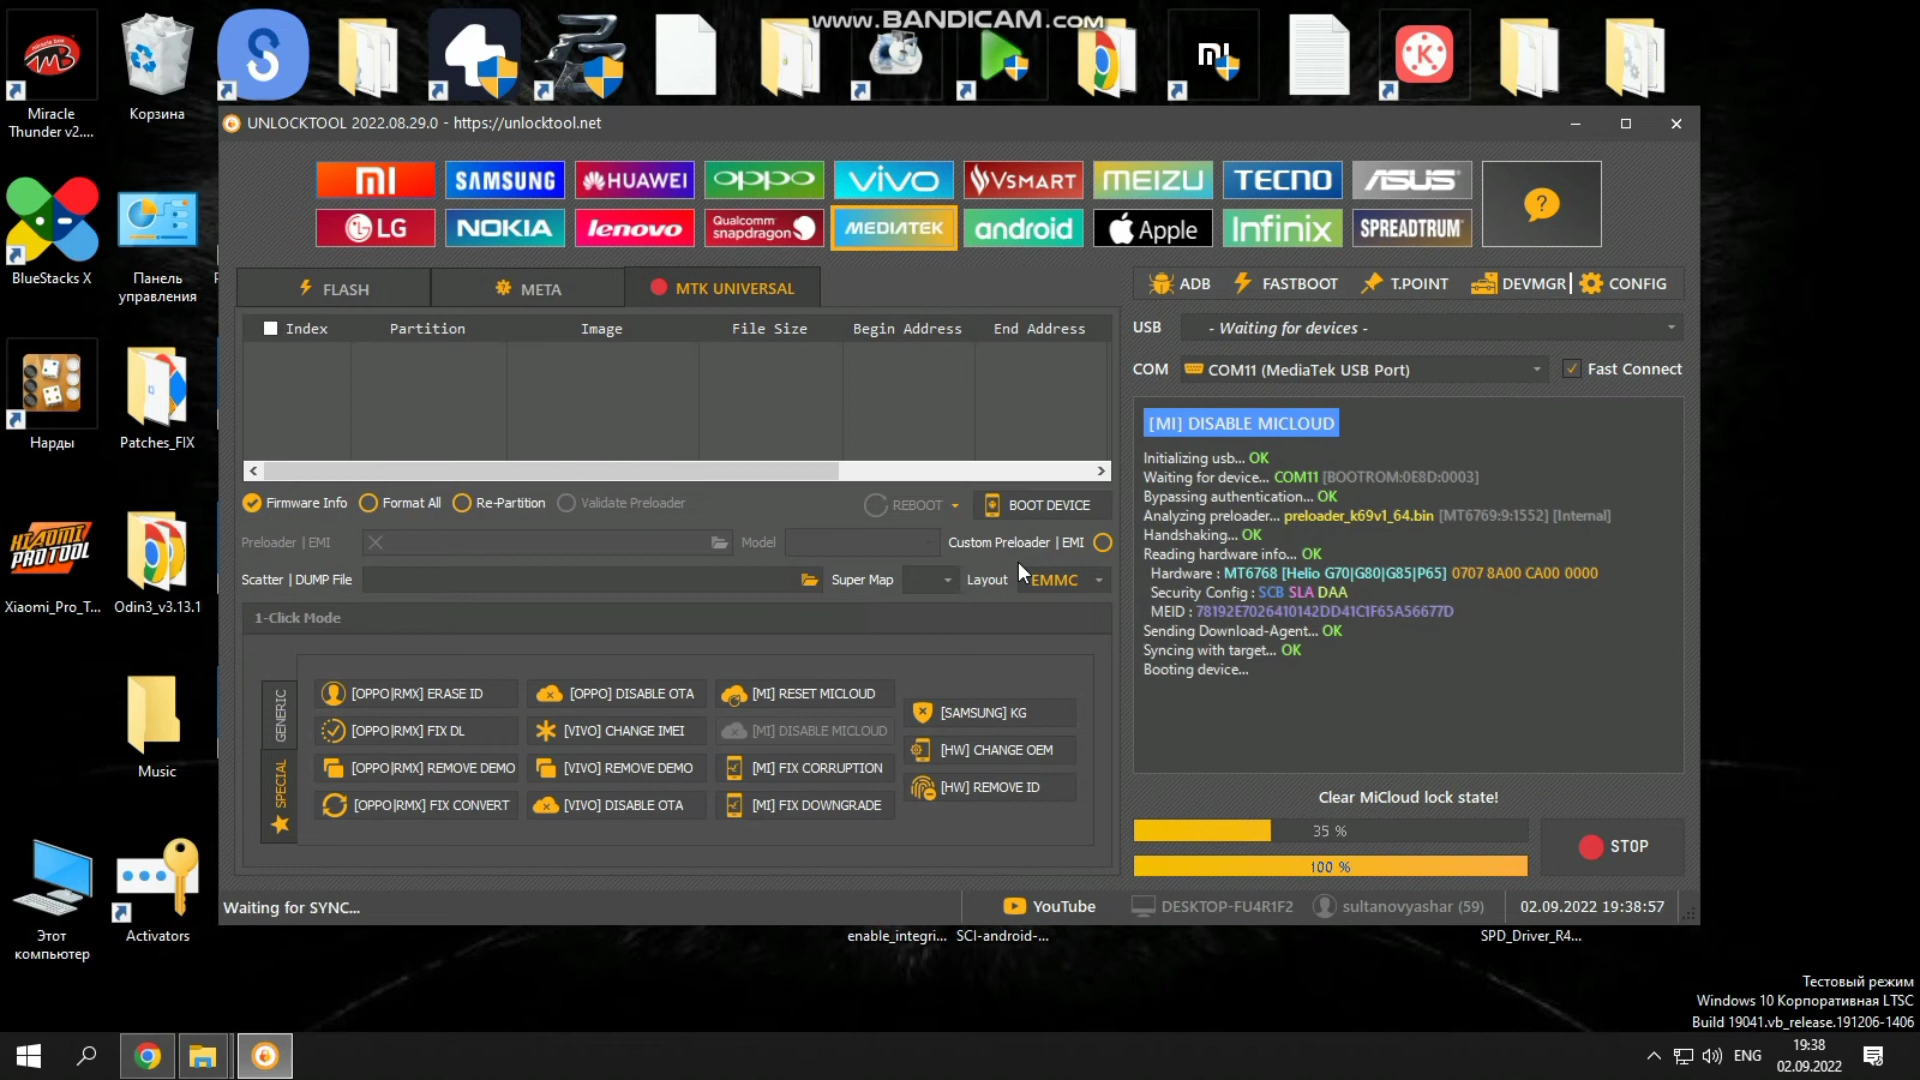 www.BANDICAM.com
Miracle
Thunder v2....
Корзина
BlueStacks X
Панель
управления
Нарды
Patches_FIX
XIAOMI
PRO TOOL
Xiaomi_Pro_T...
Odin3_v3.13.1
Music
Этот
компьютер
Activators
UNLOCKTOOL 2022.08.29.0 - https://unlocktool.net
SAMSUNG
HUAWEI
oppo
vivo
VSMART
MEIZU
TECNO
ASUS
?
LG
NOKIA
lenovo
Qualcomm
snapdragon
MEDIATEK
android
Apple
Infinix
SPREADTRUM
FLASH
META
MTK UNIVERSAL
ADB
FASTBOOT
T.POINT
DEVMGR
CONFIG
Index Partition Image File Size Begin Address End Address
USB - Waiting for devices -
COM COM11 (MediaTek USB Port) Fast Connect
Firmware Info Format All Re-Partition Validate Preloader REBOOT BOOT DEVICE
Preloader | EMI Model Custom Preloader | EMI
Scatter | DUMP File Super Map Layout EMMC
1-Click Mode
GENERIC
SPECIAL
[OPPO|RMX] ERASE ID [OPPO] DISABLE OTA [MI] RESET MICLOUD
[OPPO|RMX] FIX DL [VIVO] CHANGE IMEI [MI] DISABLE MICLOUD
[OPPO|RMX] REMOVE DEMO [VIVO] REMOVE DEMO [MI] FIX CORRUPTION
[OPPO|RMX] FIX CONVERT [VIVO] DISABLE OTA [MI] FIX DOWNGRADE
[SAMSUNG] KG
[HW] CHANGE OEM
[HW] REMOVE ID
[MI] DISABLE MICLOUD
Initializing usb... OK
Waiting for device... COM11 [BOOTROM:0E8D:0003]
Bypassing authentication... OK
Analyzing preloader... preloader_k69v1_64.bin [MT6769:9:1552] [Internal]
Handshaking... OK
Reading hardware info... OK
Hardware : MT6768 [Helio G70|G80|G85|P65] 0707 8A00 CA00 0000
Security Config : SCB SLA DAA
MEID : 78192E7026410142DD41C1F65A56677D
Sending Download-Agent... OK
Syncing with target... OK
Booting device...
Clear MiCloud lock state!
35 %
100 %
STOP
Waiting for SYNC...
YouTube
DESKTOP-FU4R1F2
sultanovyashar (59)
02.09.2022 19:38:57
enable_integri...
SCI-android-...
SPD_Driver_R4...
Тестовый режим
Windows 10 Корпоративная LTSC
Build 19041.vb_release.191206-1406
ENG
19:38
02.09.2022